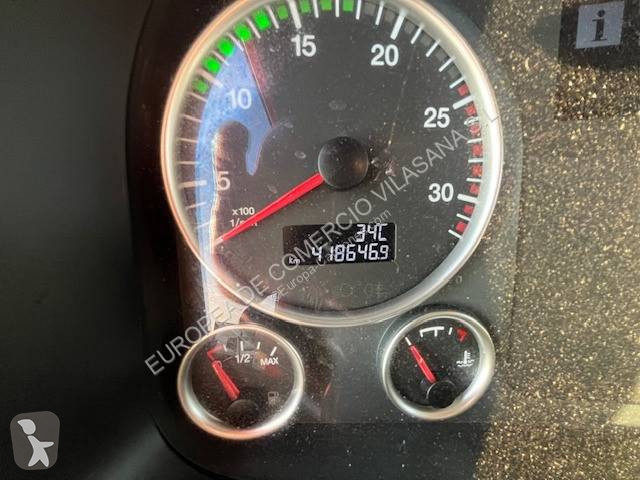 i
15
20
10
25
5
30
x100
1/min
34C
km 418646.9
1/2
MAX
EUROPEA DE COMERCIO VILASANA S.L